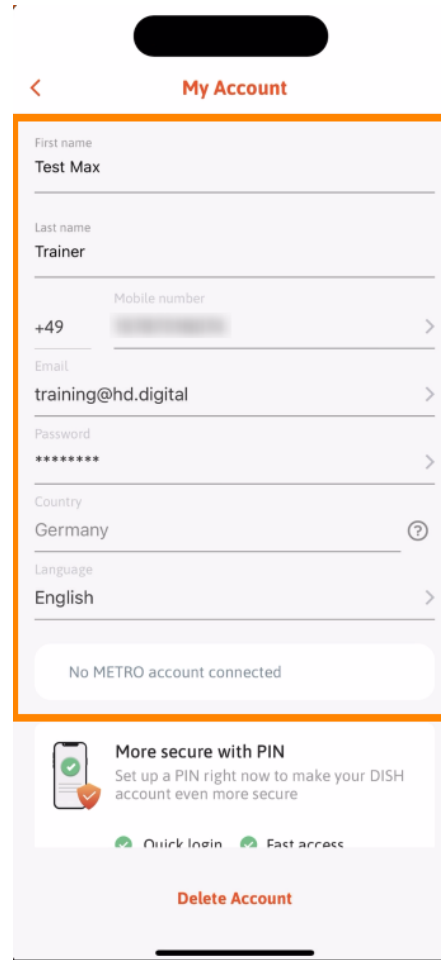 My Account
First name
Test Max
Last name
Trainer
Mobile number
+49
Email
training@hd.digital
Password
********
Country
Germany
Language
English
No METRO account connected
More secure with PIN
Set up a PIN right now to make your DISH
account even more secure
Quick login Fast access
Delete Account